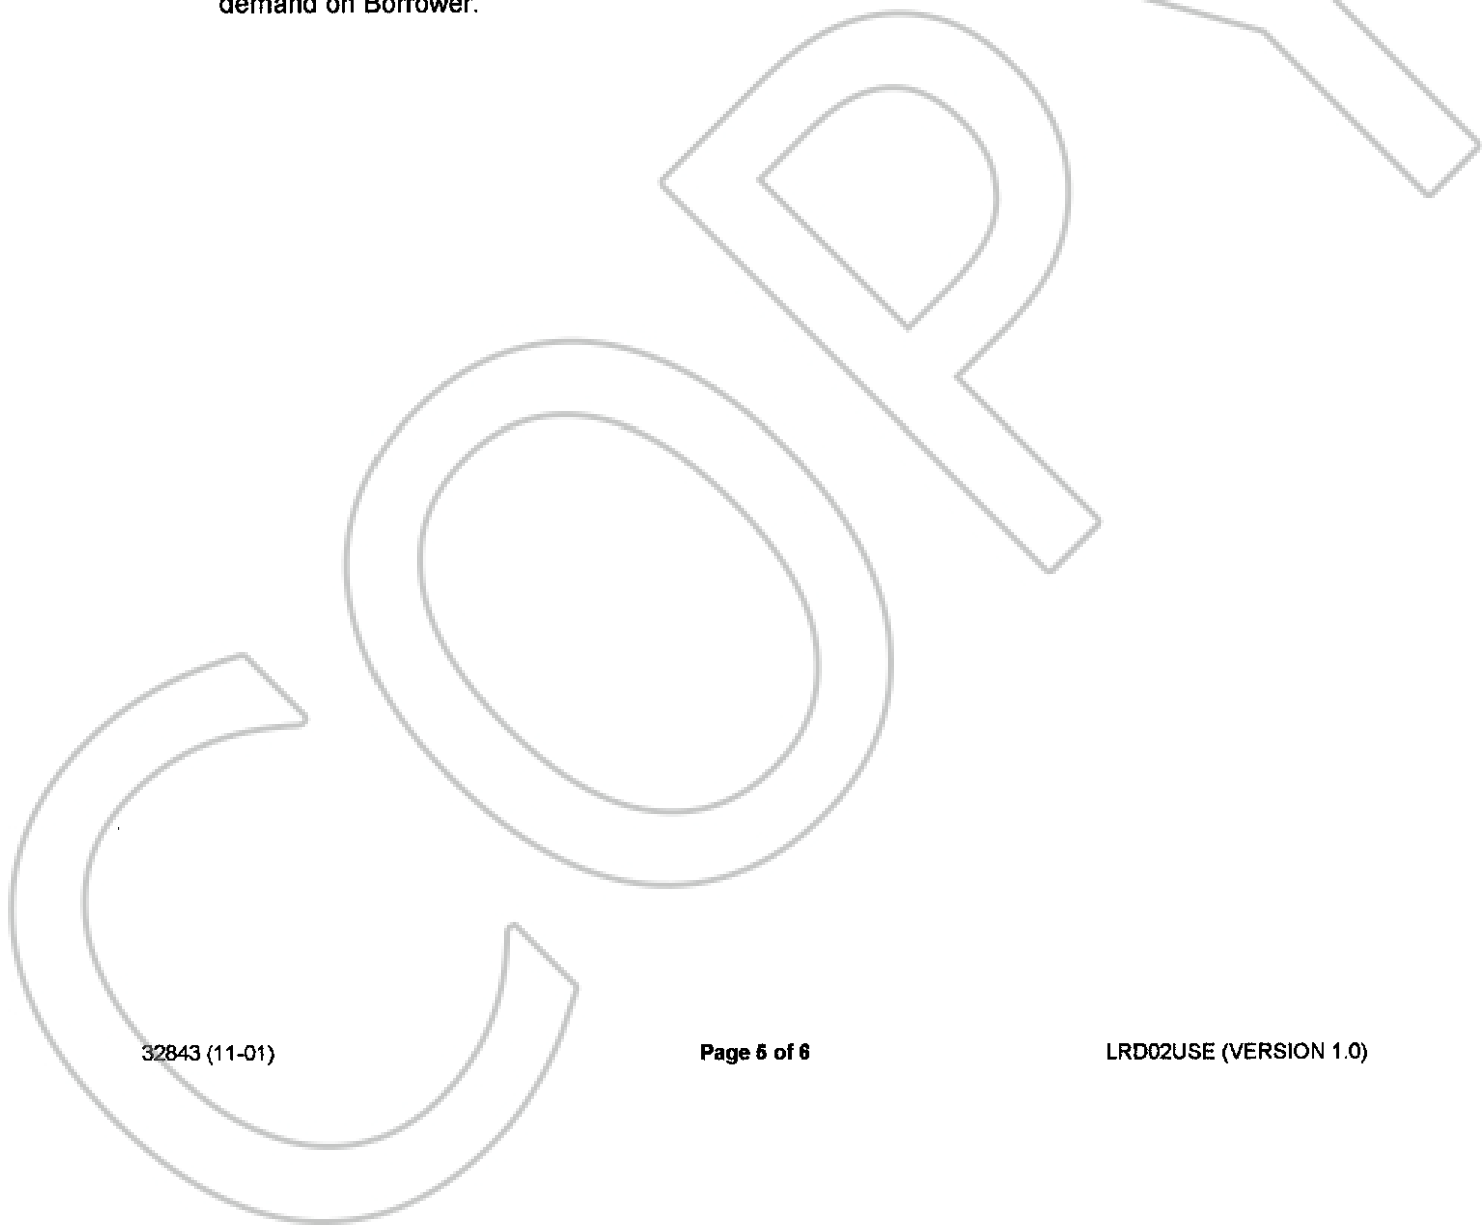 demand on Borrower.
COPY
32843 (11-01)
Page 5 of 6
LRD02USE (VERSION 1.0)